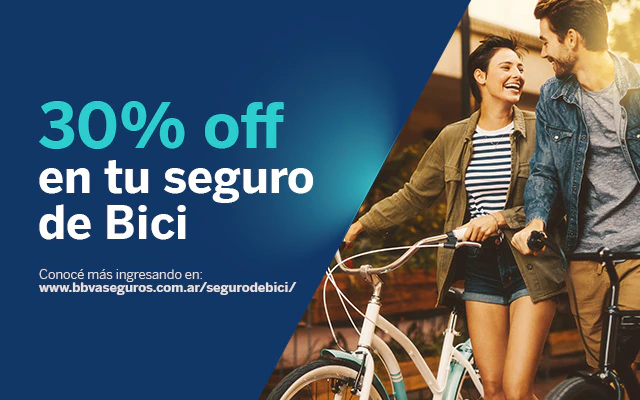 30% off
en tu seguro
de Bici
Conocé más ingresando en:
www.bbvaseguros.com.ar/segurodebici/